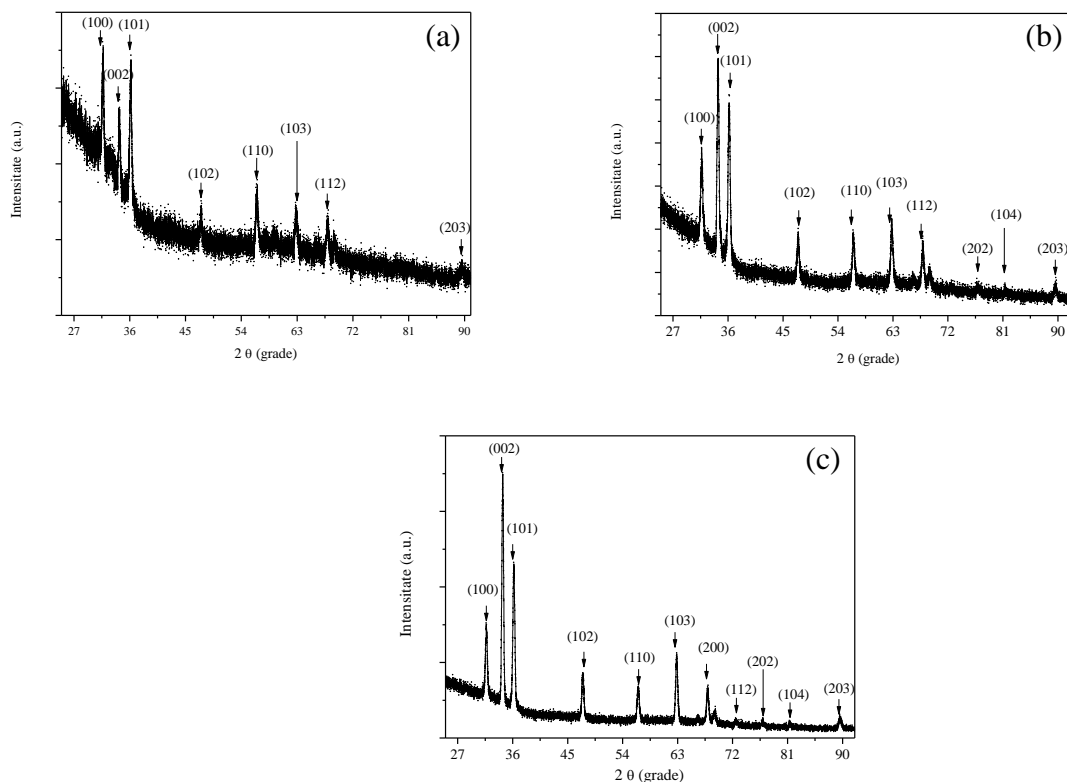 (a)
(100)
(101)
(002)
(103)
(110)
(112)
(102)
(203)
Intensitate (a.u.)
27 36 45 54 63 72 81 90
2 θ (grade)
(b)
(002)
(101)
(100)
(102)
(110)
(103)
(112)
(104)
(202)
(203)
Intensitate (a.u.)
27 36 45 54 63 72 81 90
2 θ (grade)
(c)
(002)
(101)
(100)
(102)
(110)
(103)
(200)
(112)
(202)
(104)
(203)
Intensitate (a.u.)
27 36 45 54 63 72 81 90
2 θ (grade)